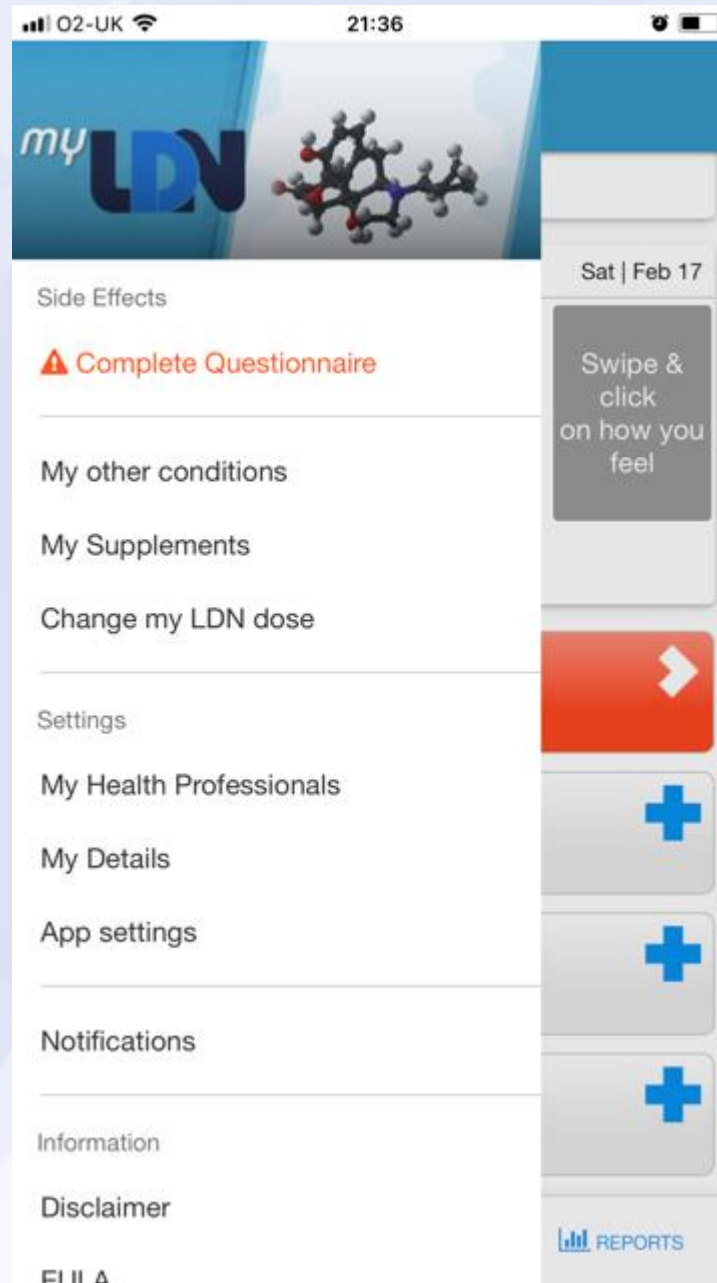 O2-UK 21:36
my LDN
Side Effects
Complete Questionnaire
My other conditions
My Supplements
Change my LDN dose
Settings
My Health Professionals
My Details
App settings
Notifications
Information
Disclaimer
EULA
Sat | Feb 17
Swipe &
click
on how you
feel
REPORTS